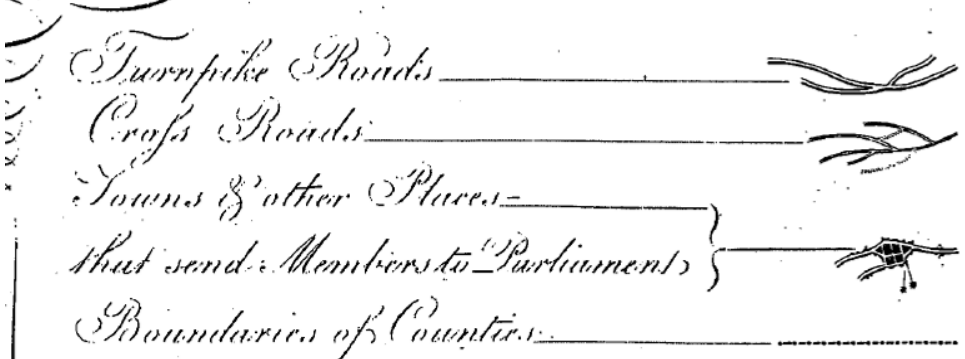 Turnpike Roads
Croſs Roads
Towns & other Places
that send Members to Parliament
Boundaries of Counties